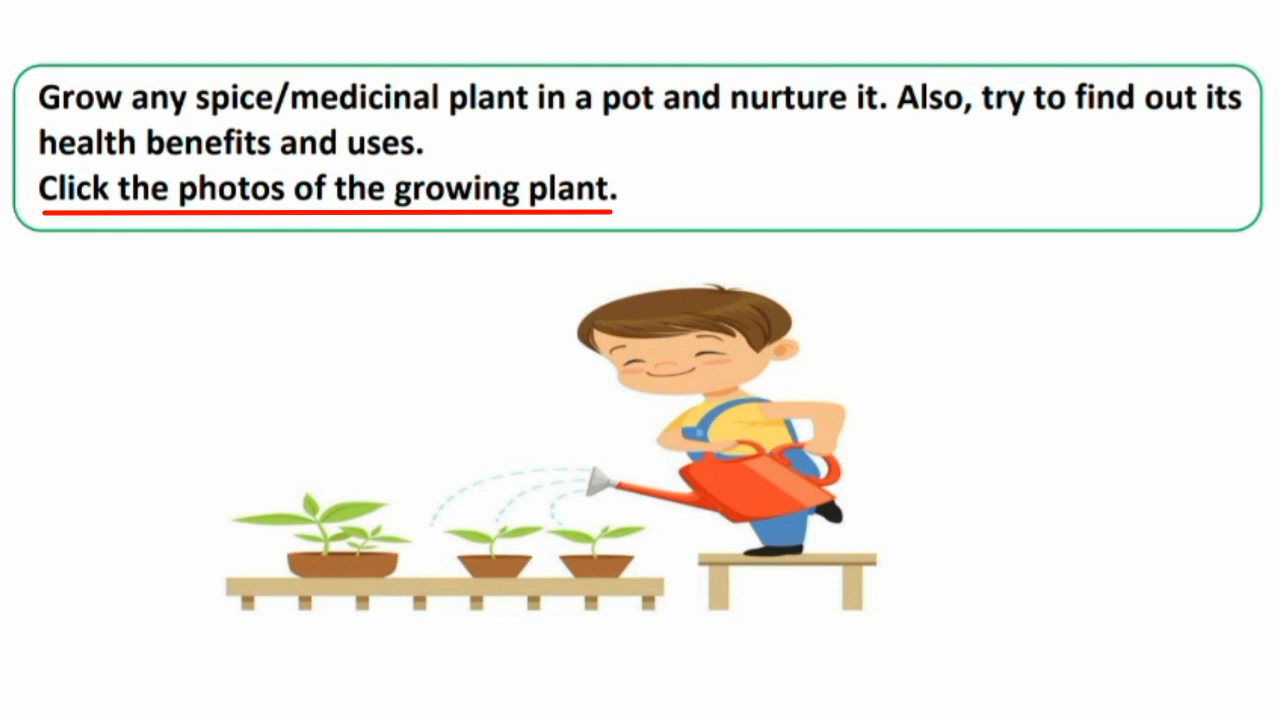 Grow any spice/medicinal plant in a pot and nurture it. Also, try to find out its
health benefits and uses.
Click the photos of the growing plant.